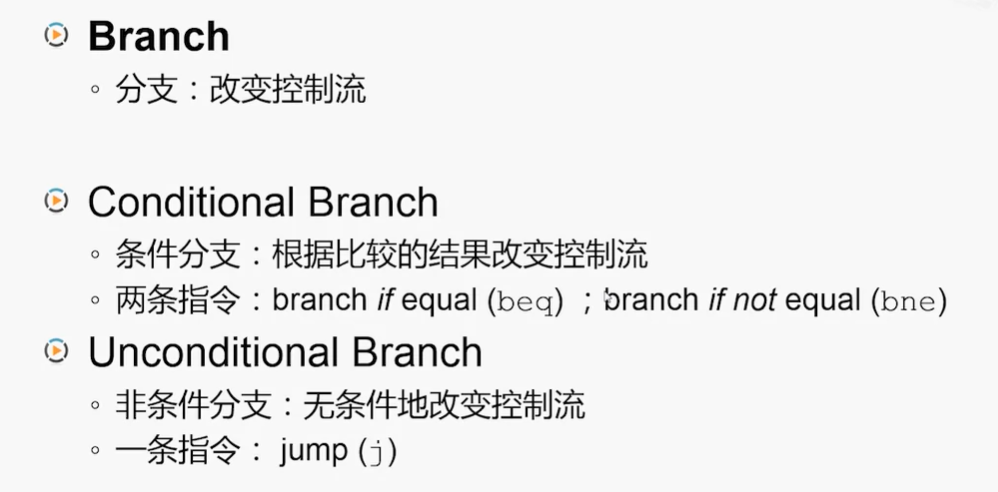 Branch
分支：改变控制流
Conditional Branch
条件分支：根据比较的结果改变控制流
两条指令：branch if equal (beq) ；branch if not equal (bne)
Unconditional Branch
非条件分支：无条件地改变控制流
一条指令： jump (j)